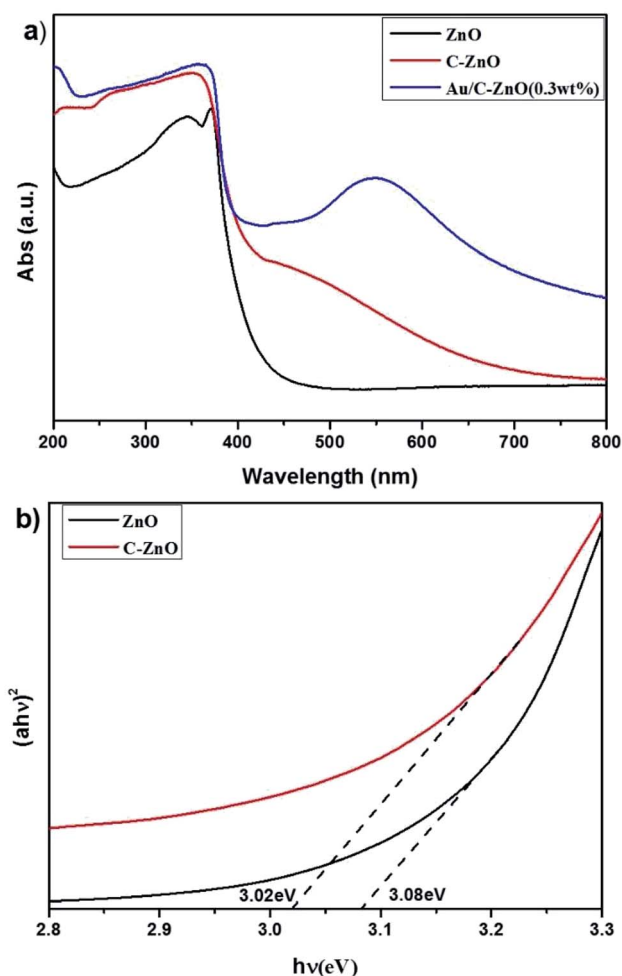 a)
ZnO
C-ZnO
Au/C-ZnO(0.3wt%)
Abs (a.u.)
200 300 400 500 600 700 800
Wavelength (nm)
b)
ZnO
C-ZnO
(ahν)²
3.02eV
3.08eV
2.8 2.9 3.0 3.1 3.2 3.3
hν(eV)